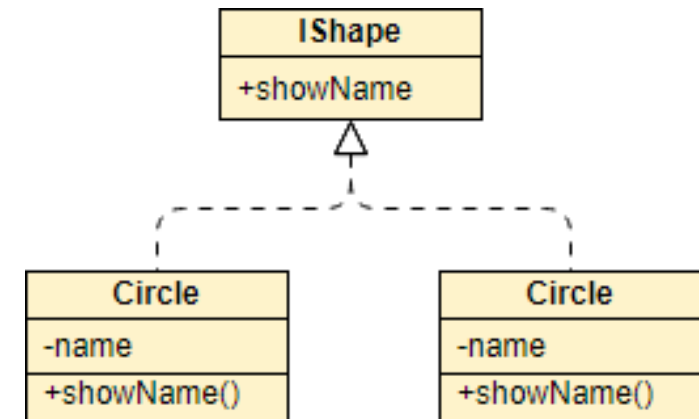 IShape
+showName
Circle
-name
+showName()
Circle
-name
+showName()